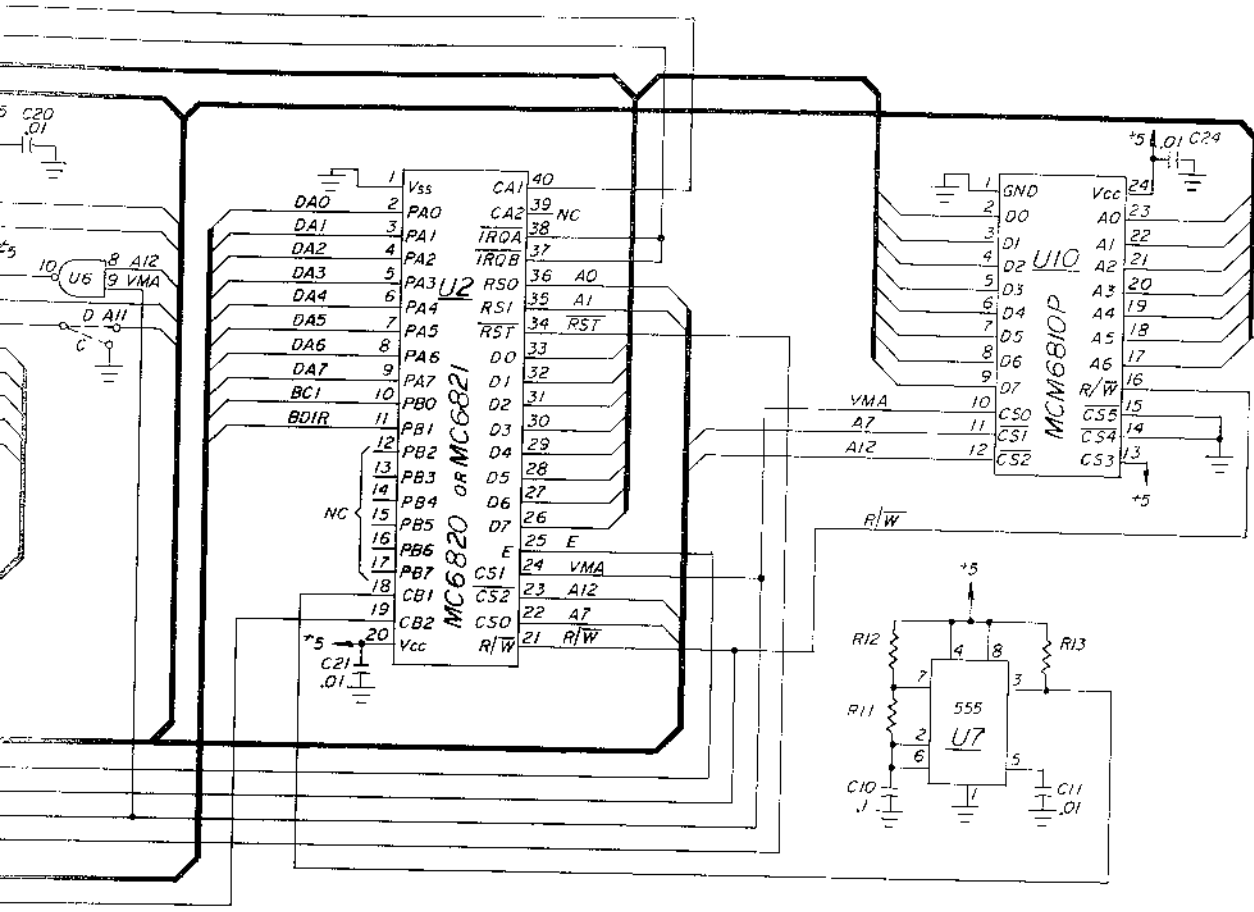 C20
.01
+5
10 U6 8 A12
9 VMA
D A11
C
1 Vss CA1 40
DA0 2 PA0 CA2 39 NC
DA1 3 PA1 IRQA 38
DA2 4 PA2 IRQB 37
DA3 5 PA3 U2 RS0 36 A0
DA4 6 PA4 RS1 35 A1
DA5 7 PA5 RST 34 RST
DA6 8 PA6 D0 33
DA7 9 PA7 D1 32
BC1 10 PB0 D2 31
BDIR 11 PB1 D3 30
12 PB2 D4 29
13 PB3 D5 28
14 PB4 D6 27
NC 15 PB5 D7 26
16 PB6 E 25 E
17 PB7 CS1 24 VMA
18 CB1 CS2 23 A12
19 CB2 CS0 22 A7
+5 20 Vcc R/W 21 R/W
MC6820 OR MC6821
C21
.01
+5 .01 C24
1 GND Vcc 24
2 D0 A0 23
3 D1 A1 22
4 D2 U10 A2 21
5 D3 A3 20
6 D4 A4 19
7 D5 A5 18
8 D6 A6 17
9 D7 R/W 16
VMA 10 CS0 CS5 15
A7 11 CS1 CS4 14
A12 12 CS2 CS3 13
MCM6810P
+5
R/W
+5
R12 4 8 R13
7 3
R11 555
2 U7
6 5
C10 1 C11
.1 .01